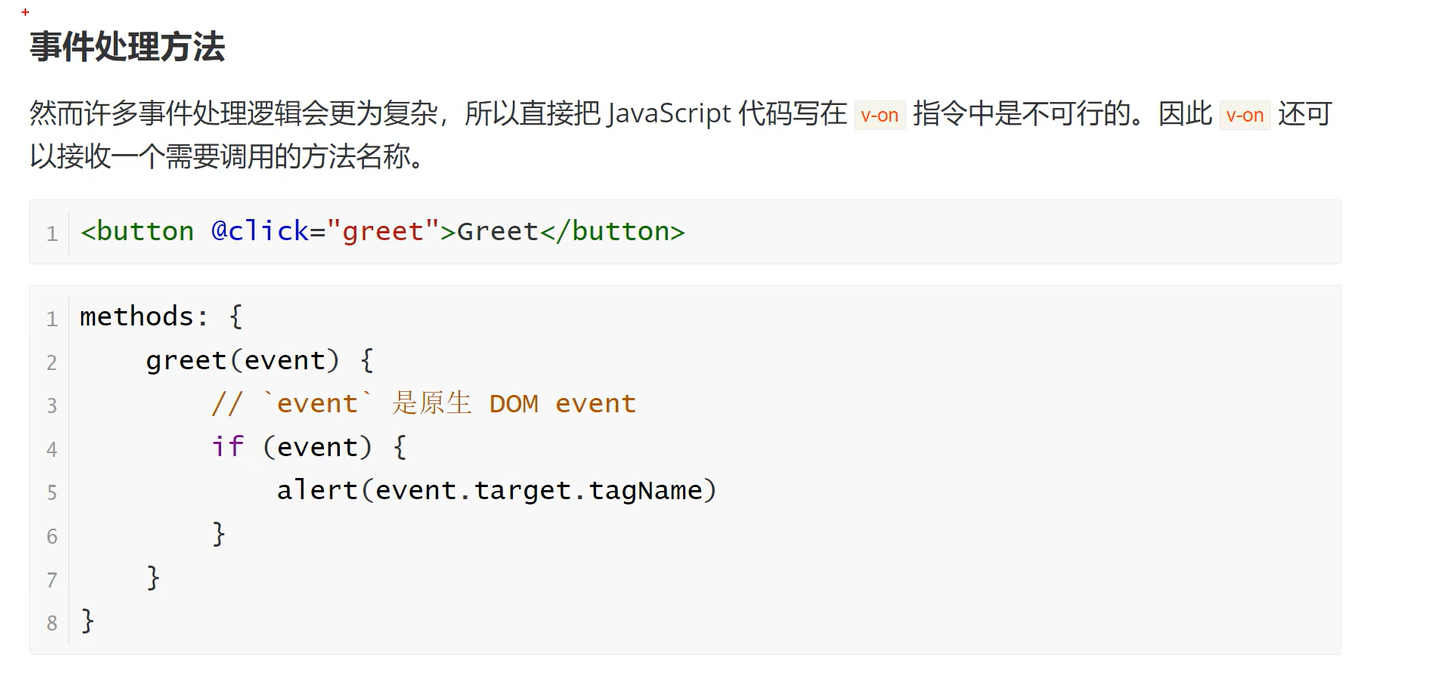 事件处理方法
然而许多事件处理逻辑会更为复杂，所以直接把 JavaScript 代码写在 v-on 指令中是不可行的。因此 v-on 还可
以接收一个需要调用的方法名称。
1 <button @click="greet">Greet</button>
1 methods: {
2     greet(event) {
3         // `event` 是原生 DOM event
4         if (event) {
5             alert(event.target.tagName)
6         }
7     }
8 }